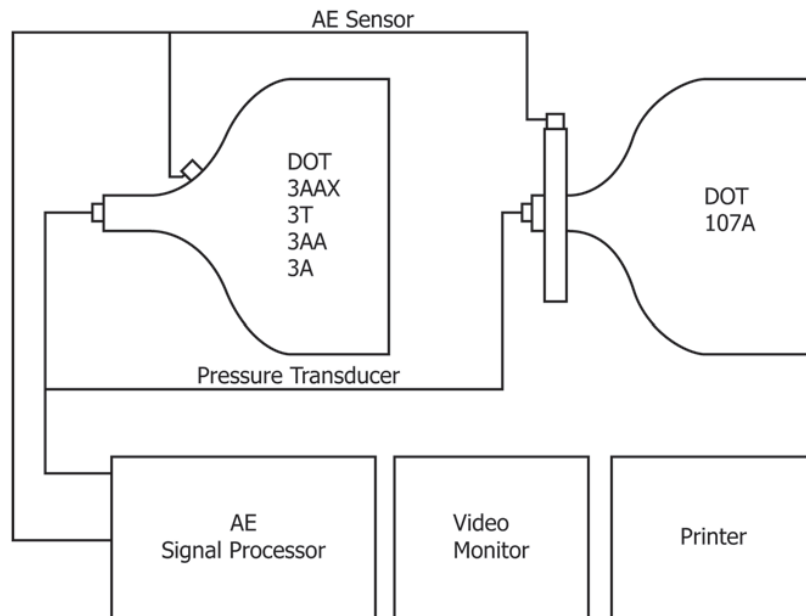 AE Sensor
DOT
3AAX
3T
3AA
3A
DOT
107A
Pressure Transducer
AE
Signal Processor
Video
Monitor
Printer